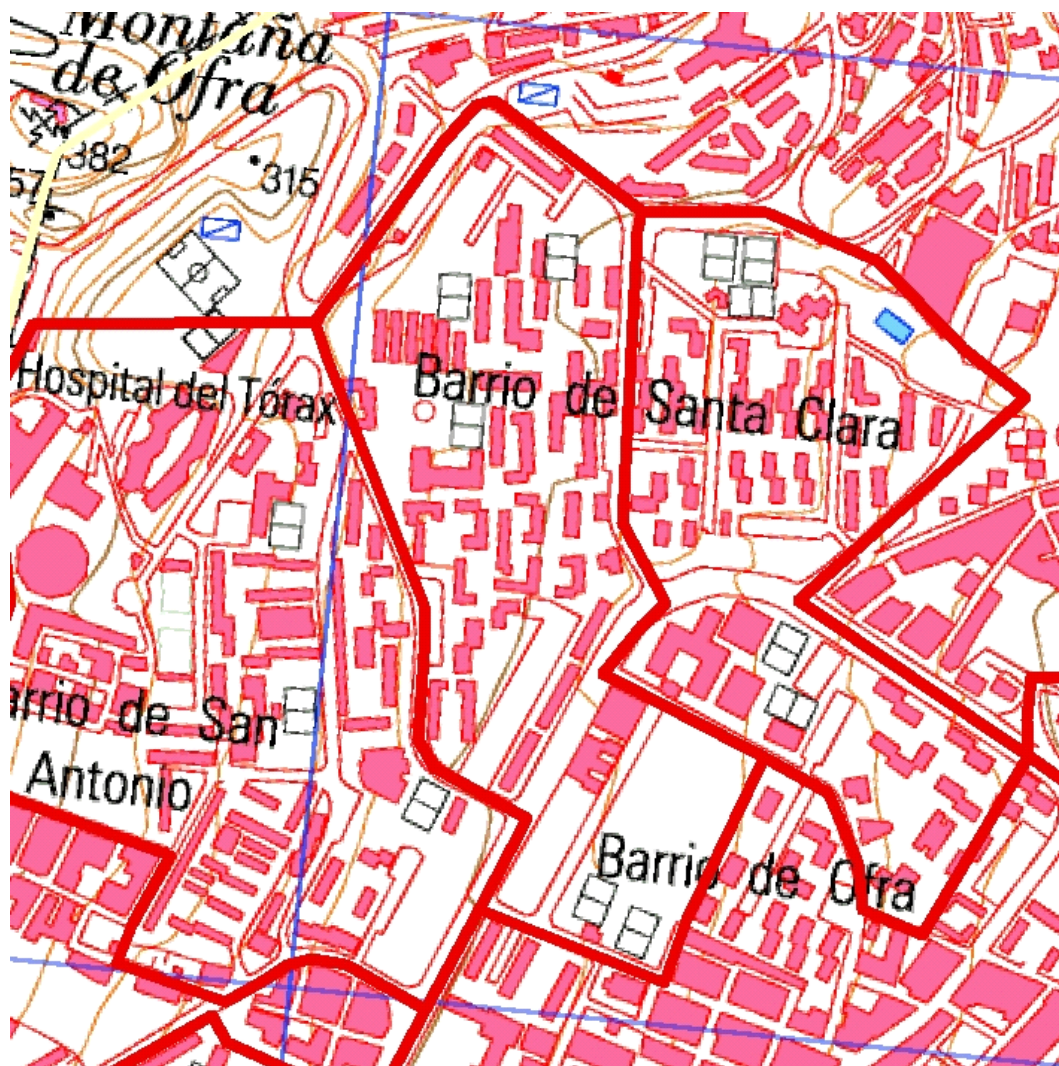 Montaña
de Ofra
382
315
57
Hospital del Tórax
Barrio de Santa Clara
arrio de San
Antonio
Barrio de Ofra